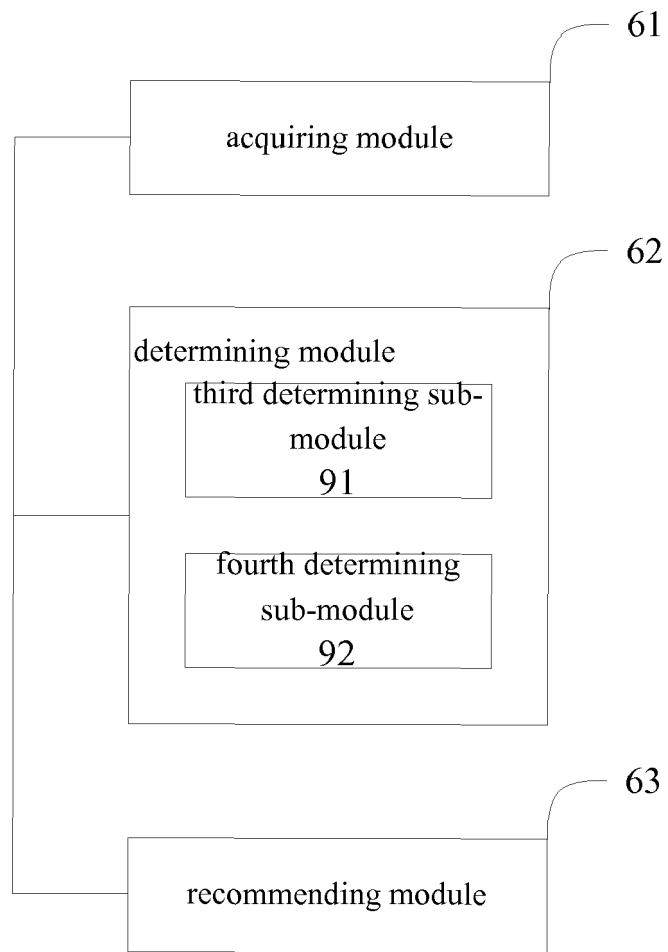 61
acquiring module
62
determining module
third determining sub-
module
91
fourth determining
sub-module
92
63
recommending module